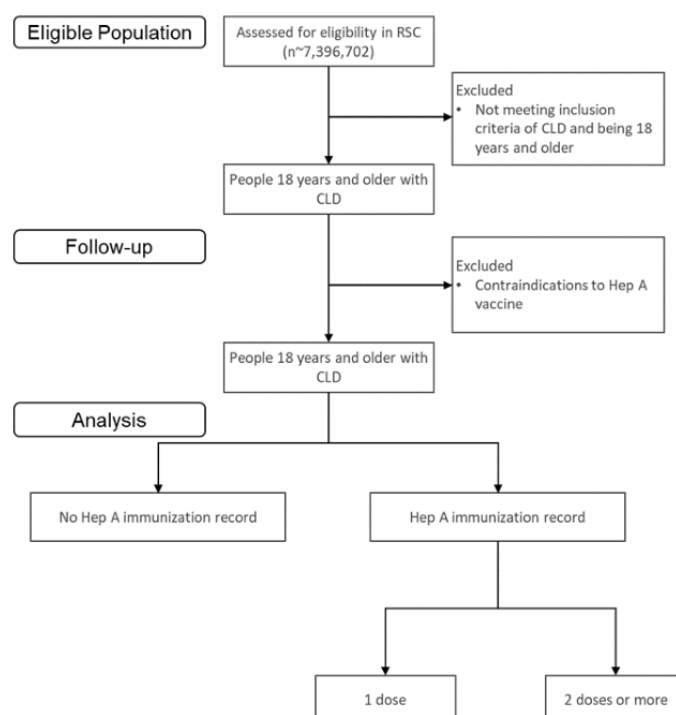 Eligible Population
Assessed for eligibility in RSC
(n~7,396,702)
Excluded
• Not meeting inclusion
criteria of CLD and being 18
years and older
People 18 years and older with
CLD
Follow-up
Excluded
• Contraindications to Hep A
vaccine
People 18 years and older with
CLD
Analysis
No Hep A immunization record
Hep A immunization record
1 dose
2 doses or more